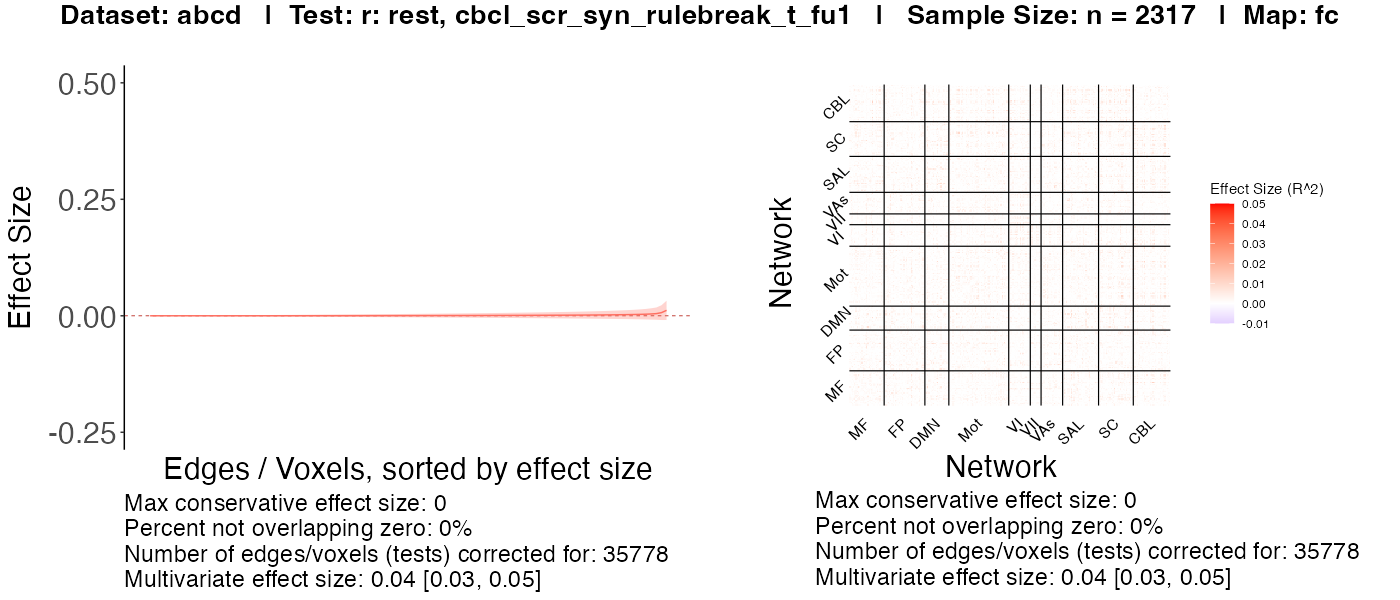 Dataset: abcd | Test: r: rest, cbcl_scr_syn_rulebreak_t_fu1 | Sample Size: n = 2317 | Map: fc
Effect Size
0.50
0.25
0.00
-0.25
Edges / Voxels, sorted by effect size
Max conservative effect size: 0
Percent not overlapping zero: 0%
Number of edges/voxels (tests) corrected for: 35778
Multivariate effect size: 0.04 [0.03, 0.05]
Network
CBL
SC
SAL
VAs
VII
VI
Mot
DMN
FP
MF
MF
FP
DMN
Mot
VI
VII
VAs
SAL
SC
CBL
Network
Max conservative effect size: 0
Percent not overlapping zero: 0%
Number of edges/voxels (tests) corrected for: 35778
Multivariate effect size: 0.04 [0.03, 0.05]
Effect Size (R^2)
0.05
0.04
0.03
0.02
0.01
0.00
-0.01